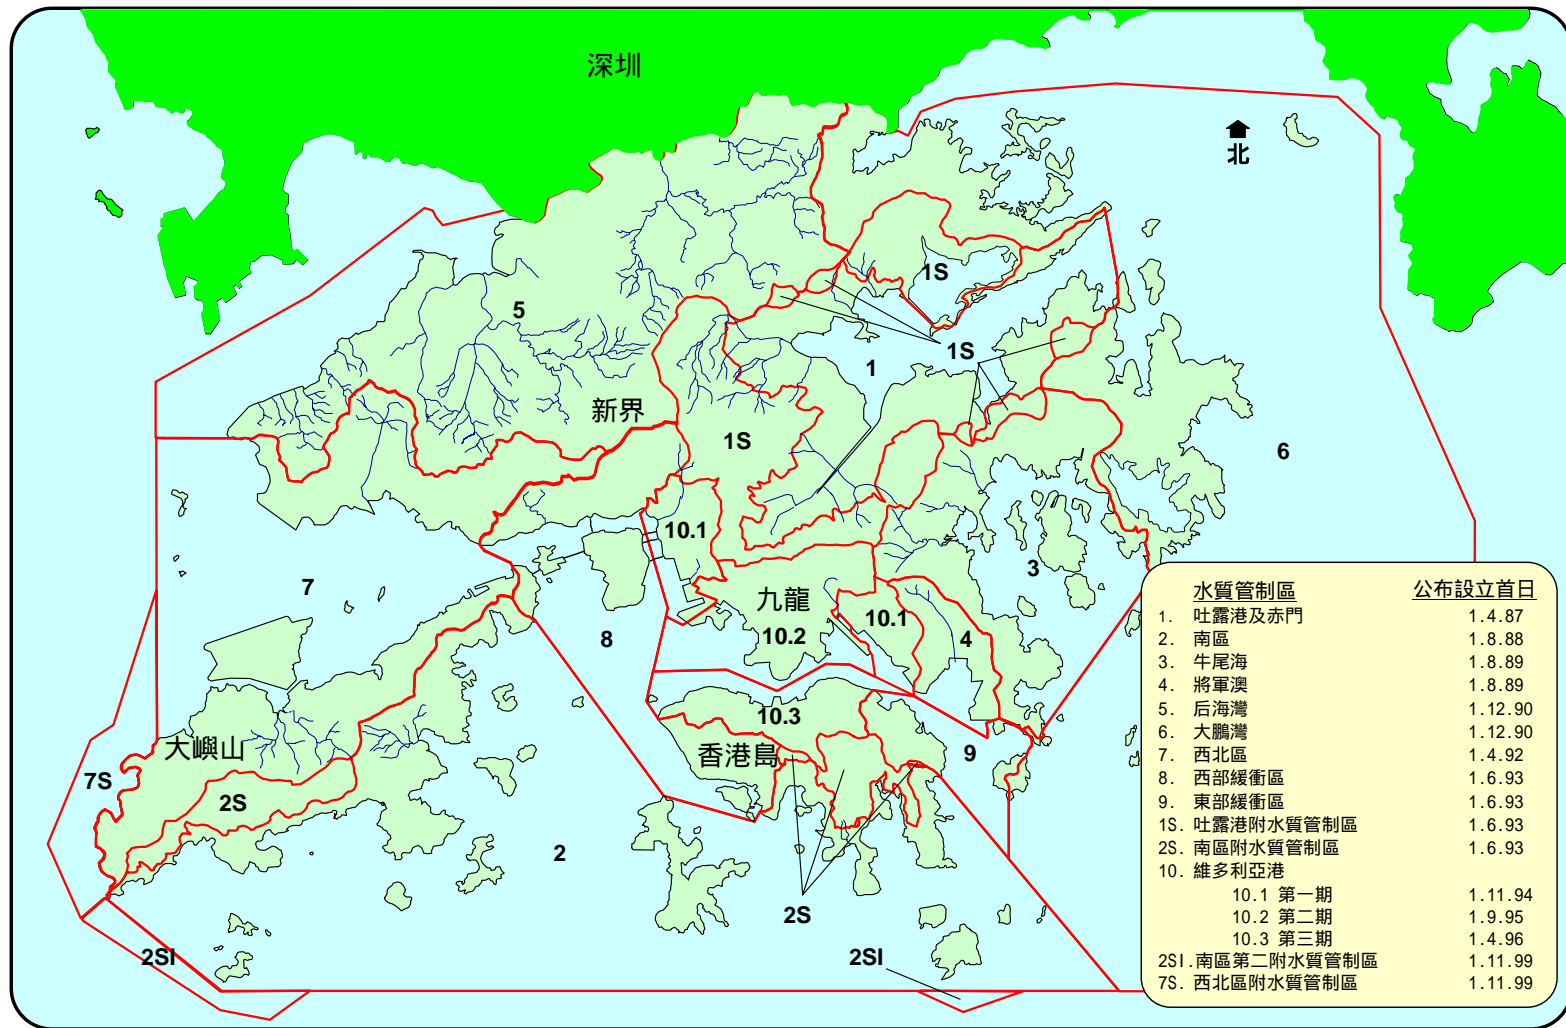 深圳
北
1S
5
1S
1
新界
1S
6
10.1
3
7
九龍
10.1
8
10.2
4
10.3
大嶼山
香港島
9
7S
2S
2
2S
2SI
2SI
水質管制區 公布設立首日
1. 吐露港及赤門 1.4.87
2. 南區 1.8.88
3. 牛尾海 1.8.89
4. 將軍澳 1.8.89
5. 后海灣 1.12.90
6. 大鵬灣 1.12.90
7. 西北區 1.4.92
8. 西部緩衝區 1.6.93
9. 東部緩衝區 1.6.93
1S. 吐露港附水質管制區 1.6.93
2S. 南區附水質管制區 1.6.93
10. 維多利亞港
10.1 第一期 1.11.94
10.2 第二期 1.9.95
10.3 第三期 1.4.96
2SI.南區第二附水質管制區 1.11.99
7S. 西北區附水質管制區 1.11.99